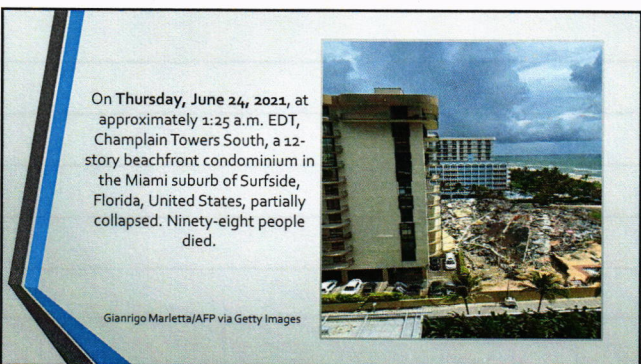 On Thursday, June 24, 2021, at
approximately 1:25 a.m. EDT,
Champlain Towers South, a 12-
story beachfront condominium in
the Miami suburb of Surfside,
Florida, United States, partially
collapsed. Ninety-eight people
died.
Gianrigo Marletta/AFP via Getty Images